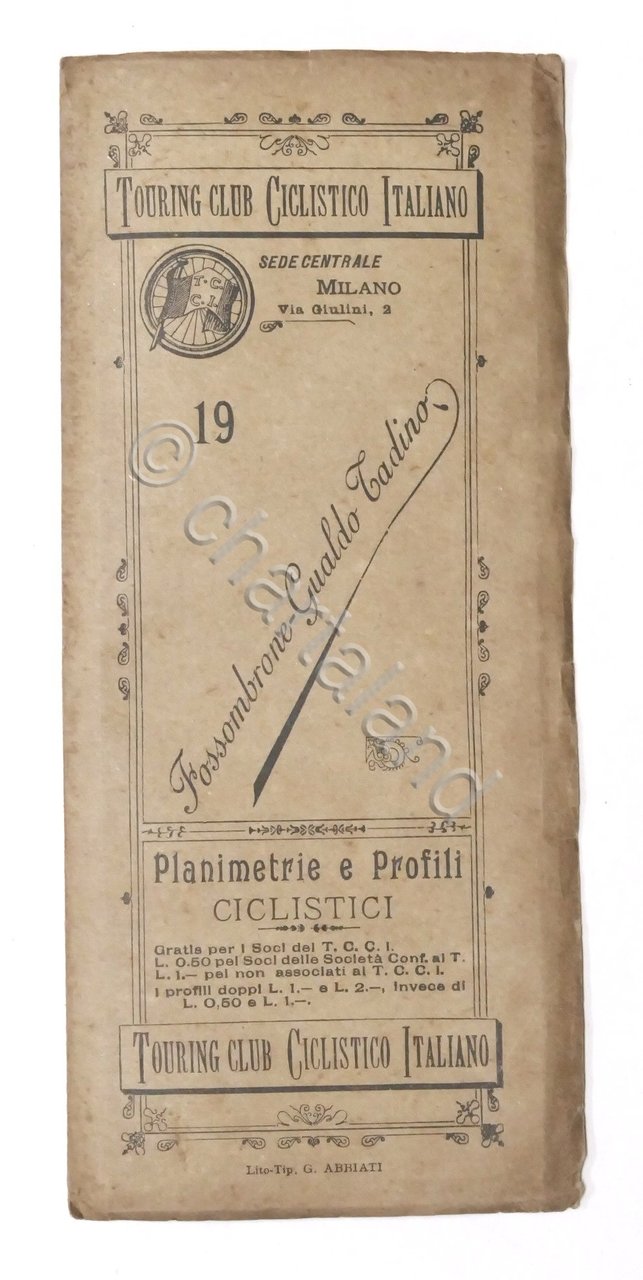 TOURING CLUB CICLISTICO ITALIANO
T. C.
C. I.
SEDE CENTRALE
MILANO
Via Giulini, 2
19
Fossombrone-Gualdo Tadino
Planimetrie e Profili
CICLISTICI
Gratis per i Soci del T. C. C. I.
L. 0.50 pei Soci delle Società Conf. al T.
L. 1.— pei non associati al T. C. C. I.
I profili doppi L. 1.— e L. 2.—, invece di
L. 0,50 e L. 1.—.
TOURING CLUB CICLISTICO ITALIANO
Lito-Tip. G. ABBIATI
© chartaland